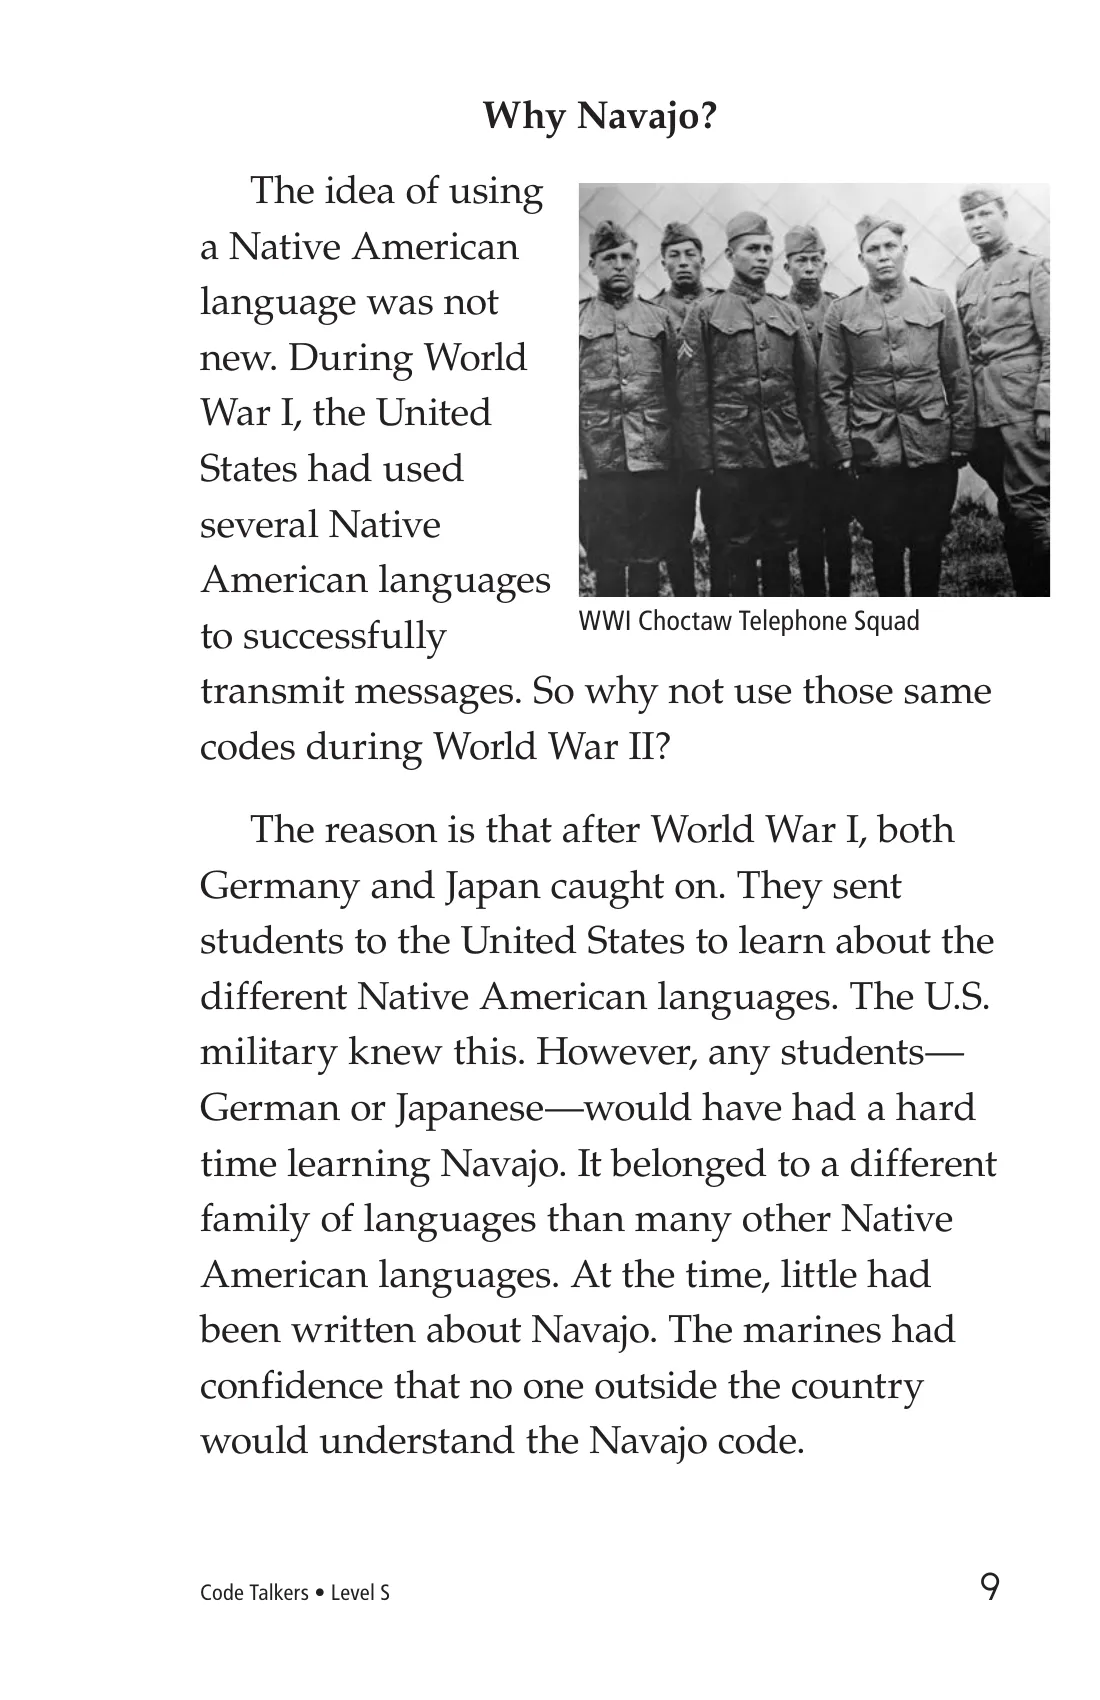 Why Navajo?
The idea of using
a Native American
language was not
new. During World
War I, the United
States had used
several Native
American languages
to successfully
WWI Choctaw Telephone Squad
transmit messages. So why not use those same
codes during World War II?
The reason is that after World War I, both
Germany and Japan caught on. They sent
students to the United States to learn about the
different Native American languages. The U.S.
military knew this. However, any students—
German or Japanese—would have had a hard
time learning Navajo. It belonged to a different
family of languages than many other Native
American languages. At the time, little had
been written about Navajo. The marines had
confidence that no one outside the country
would understand the Navajo code.
Code Talkers • Level S
9